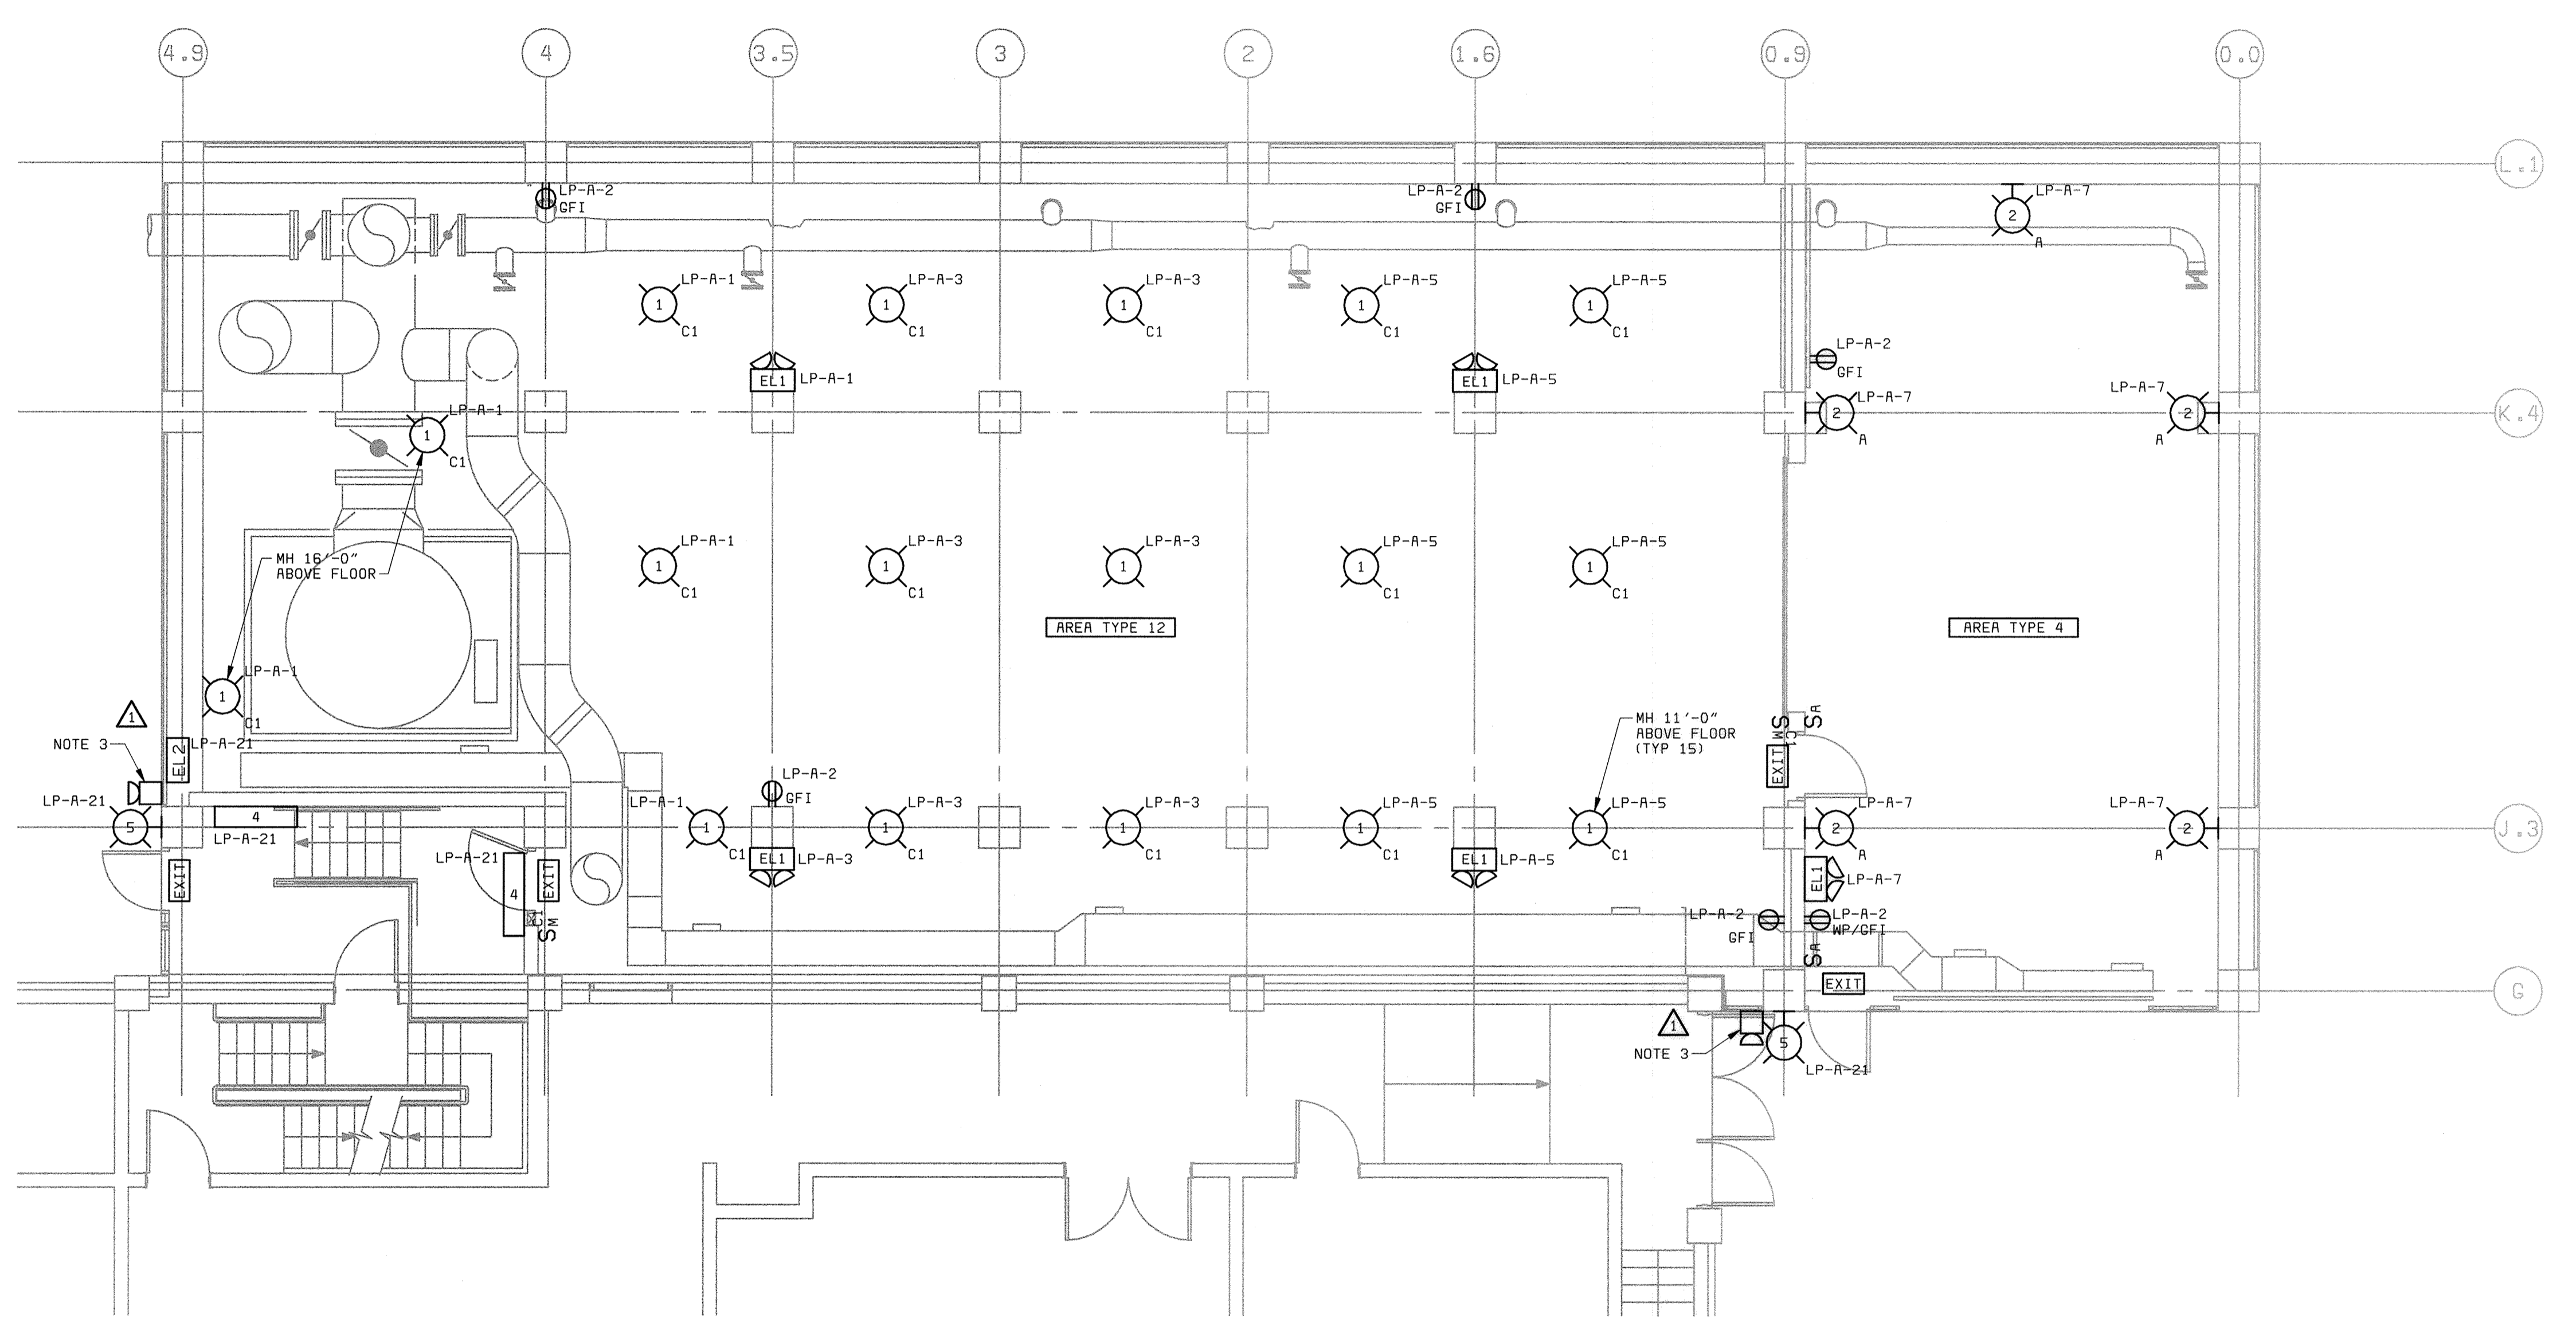 4.9
4
3.5
3
2
1.6
0.9
0.0
L.1
LP-A-2
GFI
LP-A-2
GFI
LP-A-7
2
A
LP-A-1
1
C1
LP-A-3
1
C1
LP-A-3
1
C1
LP-A-5
1
C1
LP-A-5
1
C1
LP-A-2
GFI
EL1
LP-A-1
EL1
LP-A-5
LP-A-1
1
C1
LP-A-7
2
A
LP-A-7
2
A
K.4
LP-A-1
1
C1
LP-A-3
1
C1
LP-A-3
1
C1
LP-A-5
1
C1
LP-A-5
1
C1
MH 16'-0"
ABOVE FLOOR
AREA TYPE 12
AREA TYPE 4
LP-A-1
1
C1
1
NOTE 3
EL2
LP-A-21
MH 11'-0"
ABOVE FLOOR
(TYP 15)
SM
C1
SA
EXIT
LP-A-2
GFI
LP-A-21
5
4
LP-A-21
LP-A-1
1
C1
LP-A-3
1
C1
LP-A-3
1
C1
LP-A-5
1
C1
LP-A-5
1
C1
LP-A-7
2
A
LP-A-7
2
A
J.3
EXIT
LP-A-21
4
EXIT
C1
SM
EL1
LP-A-3
EL1
LP-A-5
EL1
LP-A-7
LP-A-2
GFI
LP-A-2
WP/GFI
SA
EXIT
G
1
NOTE 3
5
LP-A-21